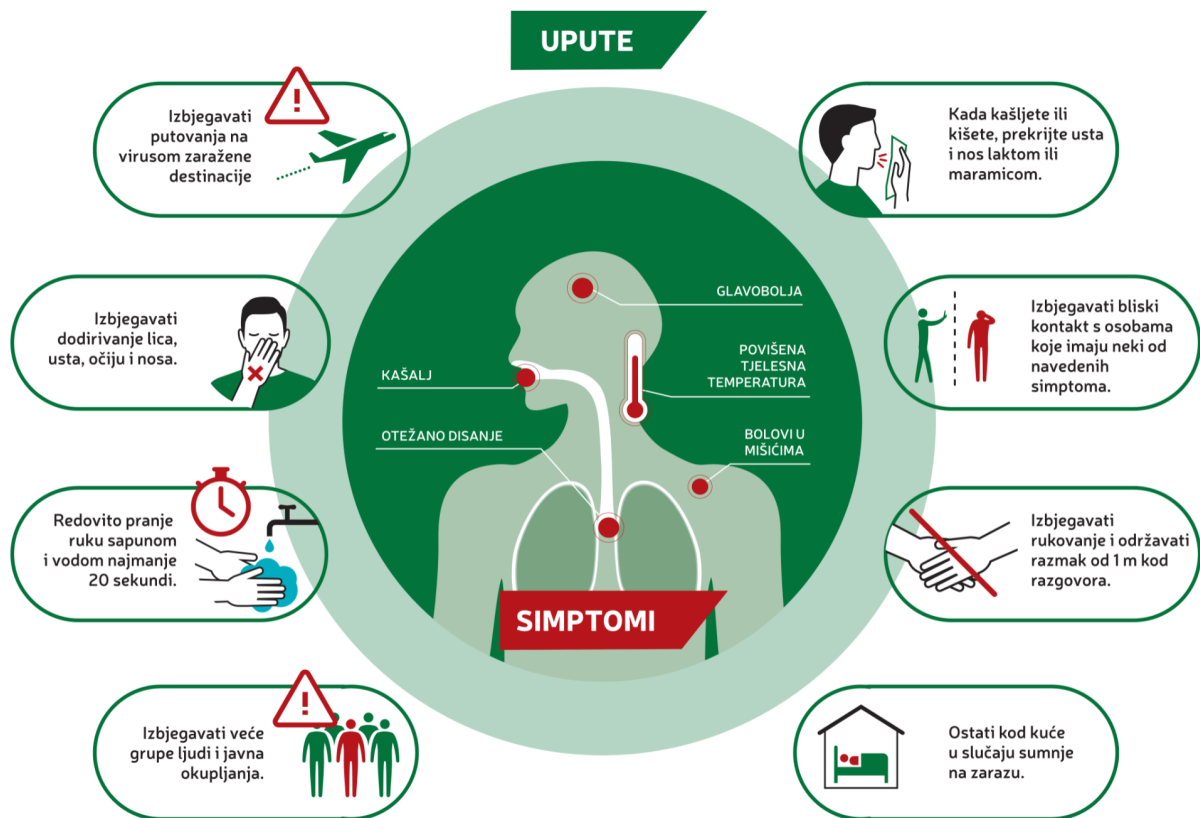 UPUTE
Izbjegavati
putovanja na
virusom zaražene
destinacije
Kada kašljete ili
kišete, prekrijte usta
i nos laktom ili
maramicom.
Izbjegavati
dodirivanje lica,
usta, očiju i nosa.
Izbjegavati bliski
kontakt s osobama
koje imaju neki od
navedenih
simptoma.
GLAVOBOLJA
KAŠALJ
POVIŠENA
TJELESNA
TEMPERATURA
OTEŽANO DISANJE
BOLOVI U
MIŠIĆIMA
SIMPTOMI
Redovito pranje
ruku sapunom
i vodom najmanje
20 sekundi.
Izbjegavati
rukovanje i održavati
razmak od 1 m kod
razgovora.
Izbjegavati veće
grupe ljudi i javna
okupljanja.
Ostati kod kuće
u slučaju sumnje
na zarazu.